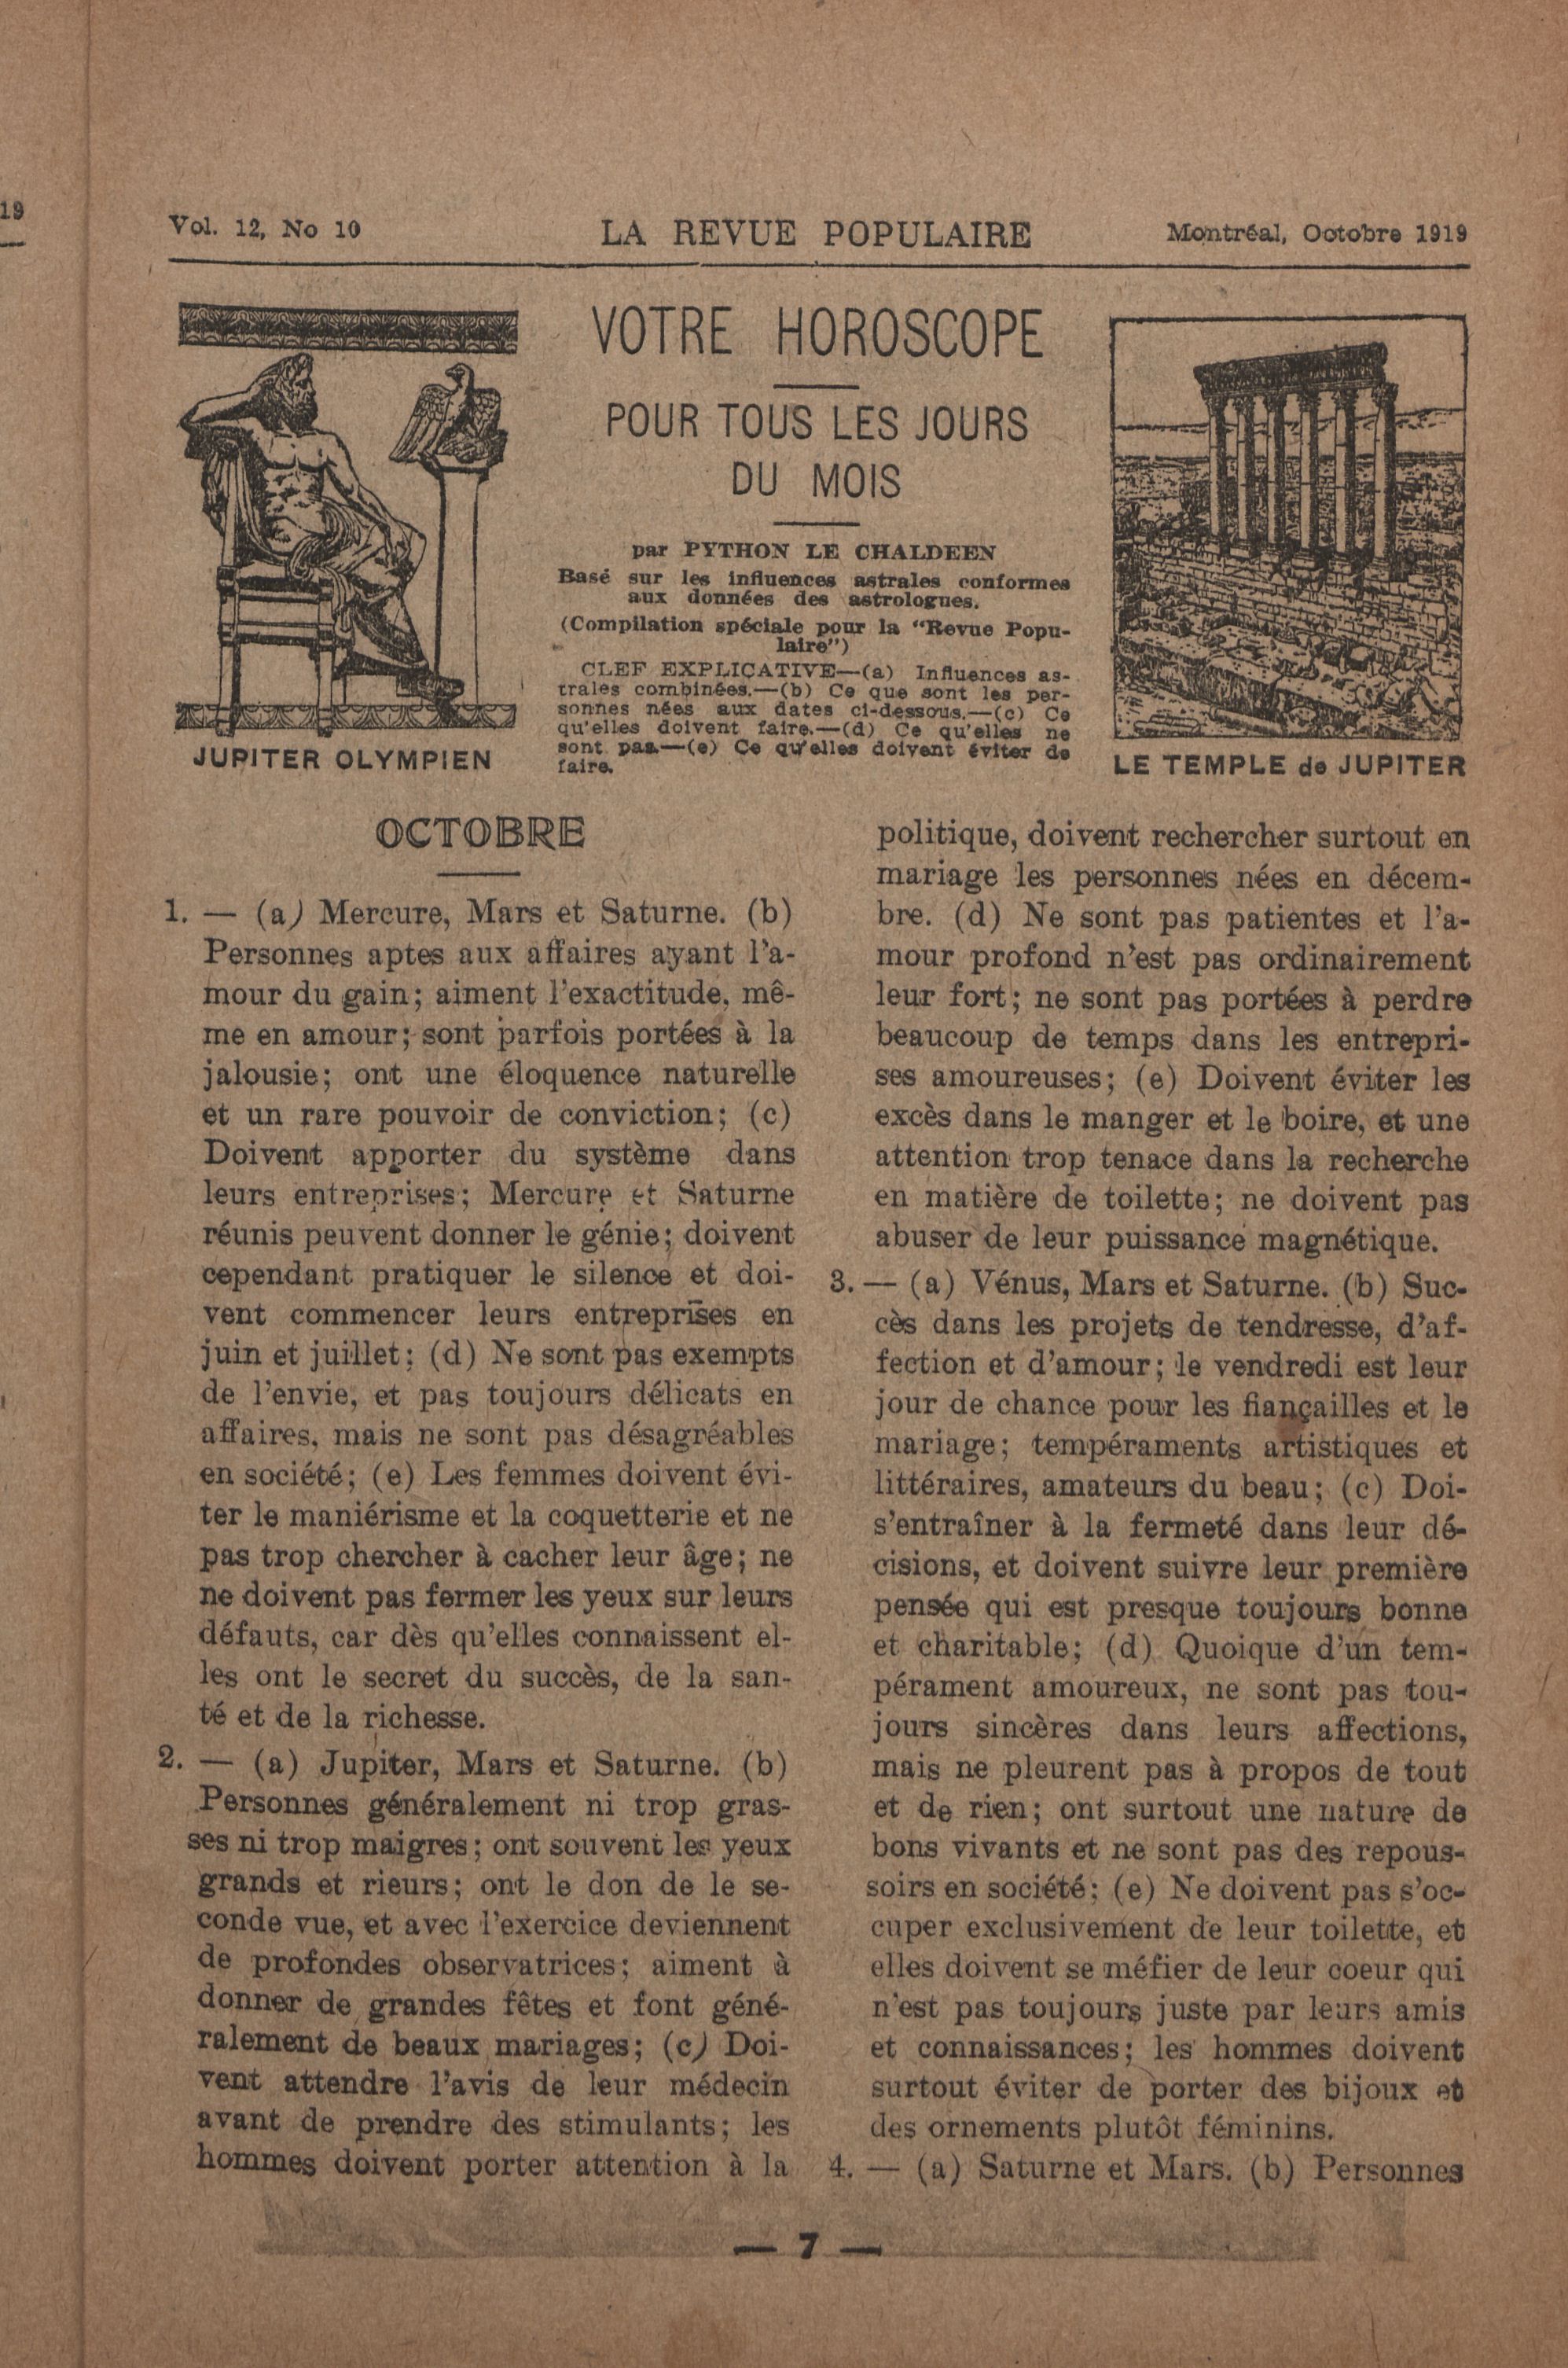 19
Vol. 12, No 10
LA REVUE POPULAIRE
Montréal, Octobre 1919
VOTRE HOROSCOPE
POUR TOUS LES JOURS
DU MOIS
par PYTHON LE CHALDEEN
Basé sur les influences astrales conformes
aux données des astrologues.
(Compilation spéciale pour la “Revue Popu-
laire”)
CLEF EXPLICATIVE—(a) Influences as-
trales combinées.—(b) Ce que sont les per-
sonnes nées aux dates ci-dessous.—(c) Ce
qu'elles doivent faire.—(d) Ce qu'elles ne
sont pas—(e) Ce qu'elles doivent éviter de
faire.
JUPITER OLYMPIEN
LE TEMPLE de JUPITER
OCTOBRE
1. — (a) Mercure, Mars et Saturne. (b)
Personnes aptes aux affaires ayant l'a-
mour du gain; aiment l'exactitude, mê-
me en amour; sont parfois portées à la
jalousie; ont une éloquence naturelle
et un rare pouvoir de conviction; (c)
Doivent apporter du système dans
leurs entreprises; Mercure et Saturne
réunis peuvent donner le génie; doivent
cependant pratiquer le silence et doi-
vent commencer leurs entreprises en
juin et juillet; (d) Ne sont pas exempts
de l'envie, et pas toujours délicats en
affaires, mais ne sont pas désagréables
en société; (e) Les femmes doivent évi-
ter le maniérisme et la coquetterie et ne
pas trop chercher à cacher leur âge; ne
ne doivent pas fermer les yeux sur leurs
défauts, car dès qu'elles connaissent el-
les ont le secret du succès, de la san-
té et de la richesse.
2. — (a) Jupiter, Mars et Saturne. (b)
Personnes généralement ni trop gras-
ses ni trop maigres; ont souvent les yeux
grands et rieurs; ont le don de le se-
conde vue, et avec l'exercice deviennent
de profondes observatrices; aiment à
donner de grandes fêtes et font géné-
ralement de beaux mariages; (c) Doi-
vent attendre l'avis de leur médecin
avant de prendre des stimulants; les
hommes doivent porter attention à la
politique, doivent rechercher surtout en
mariage les personnes nées en décem-
bre. (d) Ne sont pas patientes et l'a-
mour profond n'est pas ordinairement
leur fort; ne sont pas portées à perdre
beaucoup de temps dans les entrepri-
ses amoureuses; (e) Doivent éviter les
excès dans le manger et le boire, et une
attention trop tenace dans la recherche
en matière de toilette; ne doivent pas
abuser de leur puissance magnétique.
3. — (a) Vénus, Mars et Saturne. (b) Suc-
cès dans les projets de tendresse, d'af-
fection et d'amour; le vendredi est leur
jour de chance pour les fiançailles et le
mariage; tempéraments artistiques et
littéraires, amateurs du beau; (c) Doi-
s'entraîner à la fermeté dans leur dé-
cisions, et doivent suivre leur première
pensée qui est presque toujours bonne
et charitable; (d) Quoique d'un tem-
pérament amoureux, ne sont pas tou-
jours sincères dans leurs affections,
mais ne pleurent pas à propos de tout
et de rien; ont surtout une nature de
bons vivants et ne sont pas des repous-
soirs en société; (e) Ne doivent pas s'oc-
cuper exclusivement de leur toilette, et
elles doivent se méfier de leur coeur qui
n'est pas toujours juste par leurs amis
et connaissances; les hommes doivent
surtout éviter de porter des bijoux et
des ornements plutôt féminins.
4. — (a) Saturne et Mars. (b) Personnes
— 7 —